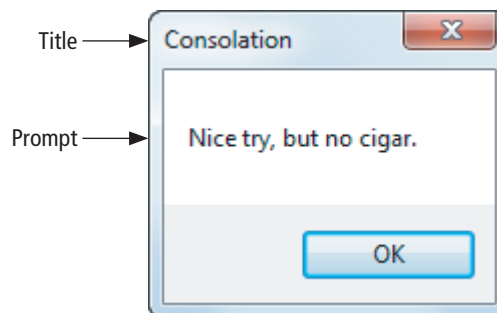 Title
Consolation
X
Prompt
Nice try, but no cigar.
OK